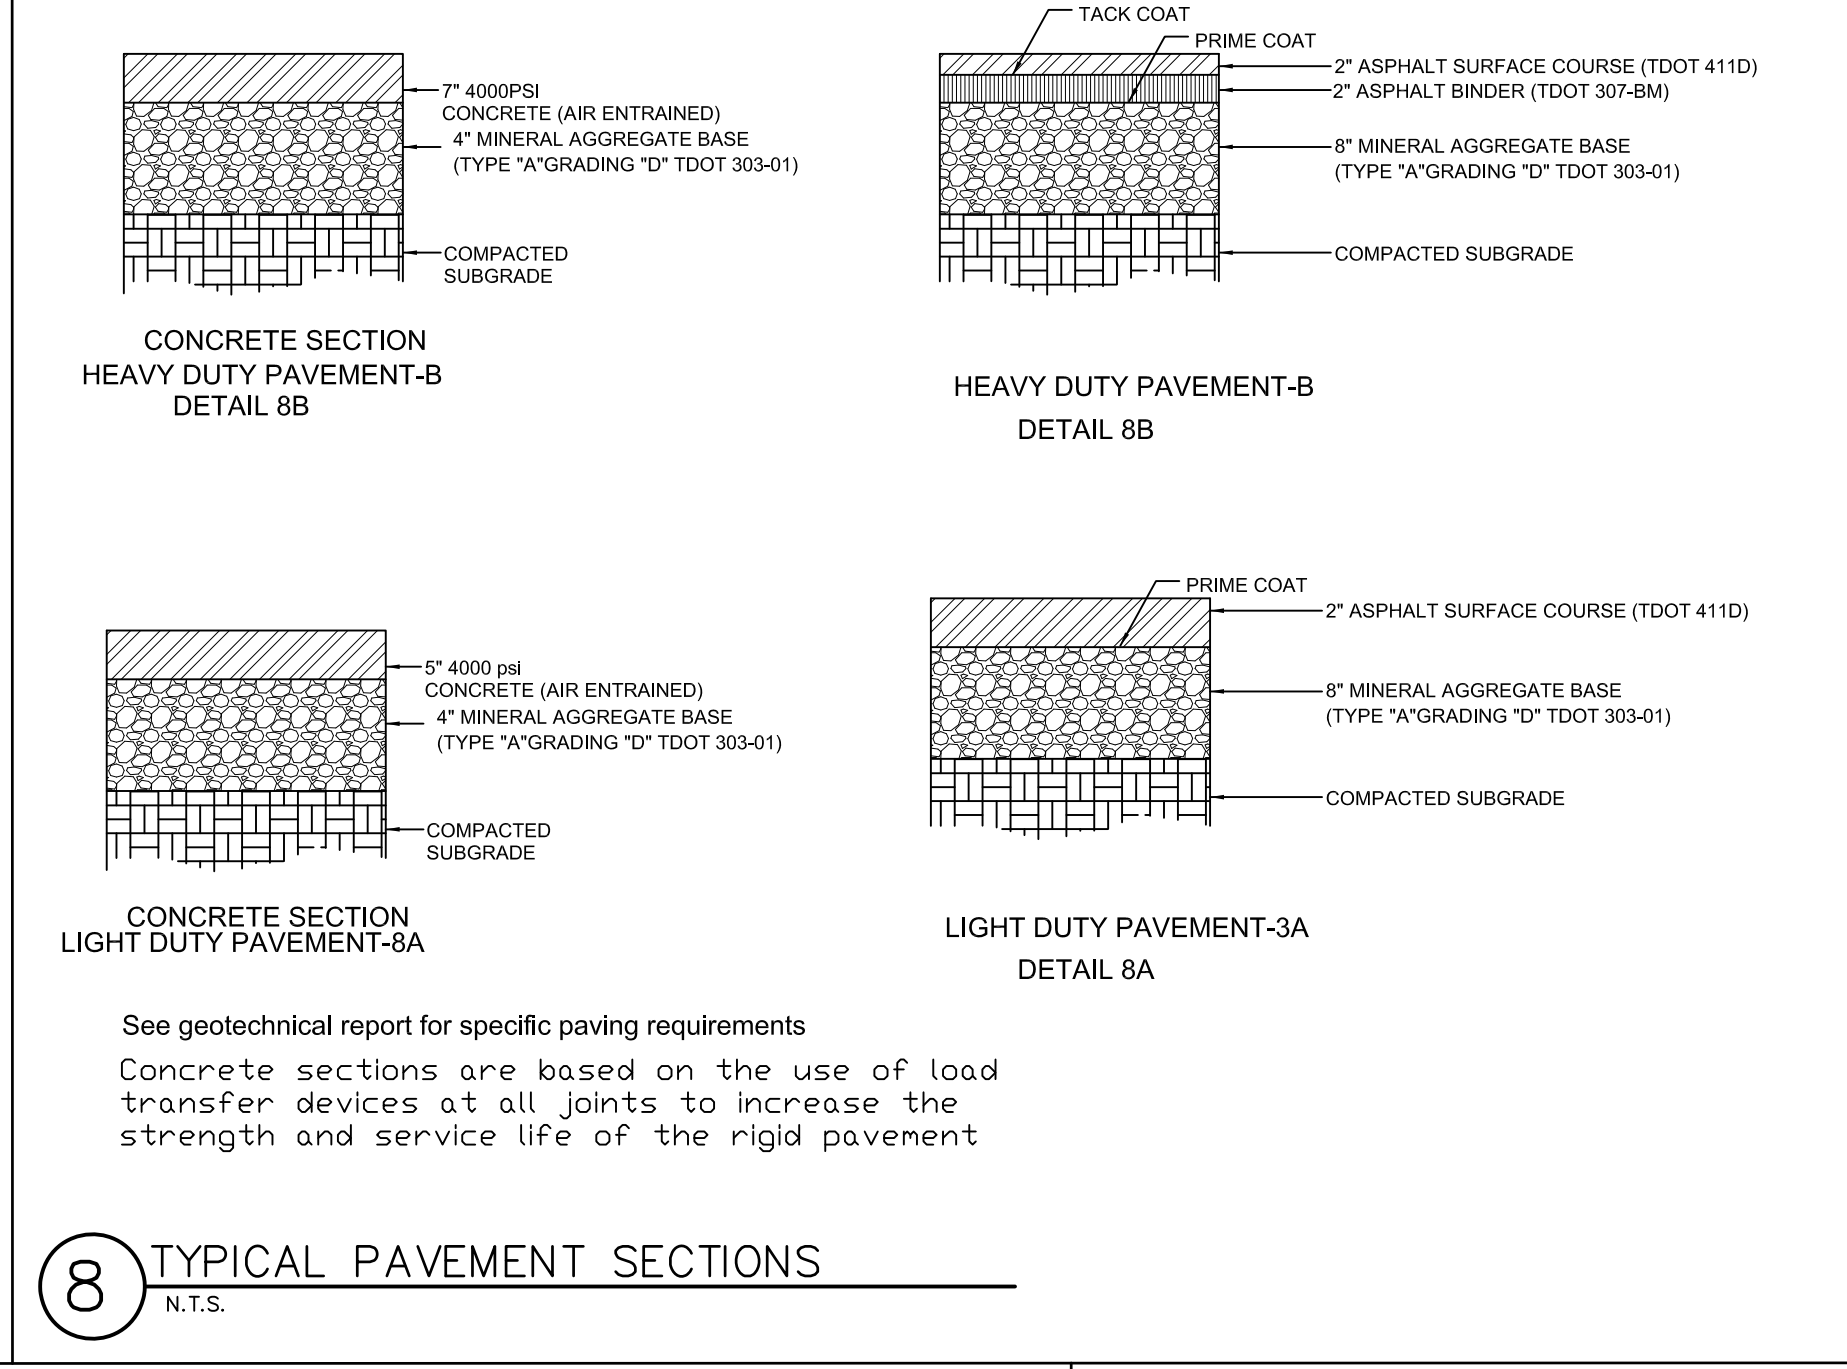 7" 4000PSI
CONCRETE (AIR ENTRAINED)
4" MINERAL AGGREGATE BASE
(TYPE "A"GRADING "D" TDOT 303-01)
COMPACTED
SUBGRADE
CONCRETE SECTION
HEAVY DUTY PAVEMENT-B
DETAIL 8B
TACK COAT
PRIME COAT
2" ASPHALT SURFACE COURSE (TDOT 411D)
2" ASPHALT BINDER (TDOT 307-BM)
8" MINERAL AGGREGATE BASE
(TYPE "A"GRADING "D" TDOT 303-01)
COMPACTED SUBGRADE
HEAVY DUTY PAVEMENT-B
DETAIL 8B
5" 4000 psi
CONCRETE (AIR ENTRAINED)
4" MINERAL AGGREGATE BASE
(TYPE "A"GRADING "D" TDOT 303-01)
COMPACTED
SUBGRADE
CONCRETE SECTION
LIGHT DUTY PAVEMENT-8A
PRIME COAT
2" ASPHALT SURFACE COURSE (TDOT 411D)
8" MINERAL AGGREGATE BASE
(TYPE "A"GRADING "D" TDOT 303-01)
COMPACTED SUBGRADE
LIGHT DUTY PAVEMENT-3A
DETAIL 8A
See geotechnical report for specific paving requirements
Concrete sections are based on the use of load
transfer devices at all joints to increase the
strength and service life of the rigid pavement
8 TYPICAL PAVEMENT SECTIONS
N.T.S.